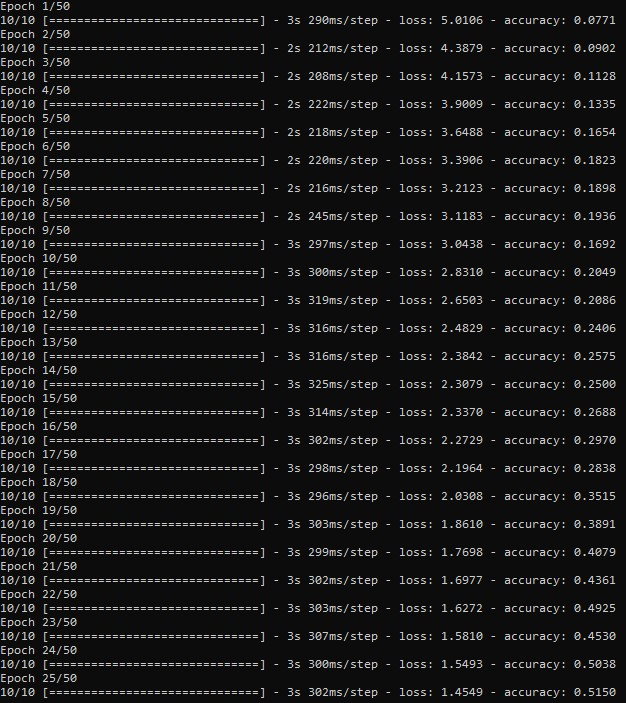 Epoch 1/50
10/10 [==============================] - 3s 290ms/step - loss: 5.0106 - accuracy: 0.0771
Epoch 2/50
10/10 [==============================] - 2s 212ms/step - loss: 4.3879 - accuracy: 0.0902
Epoch 3/50
10/10 [==============================] - 2s 208ms/step - loss: 4.1573 - accuracy: 0.1128
Epoch 4/50
10/10 [==============================] - 2s 222ms/step - loss: 3.9009 - accuracy: 0.1335
Epoch 5/50
10/10 [==============================] - 2s 218ms/step - loss: 3.6488 - accuracy: 0.1654
Epoch 6/50
10/10 [==============================] - 2s 220ms/step - loss: 3.3906 - accuracy: 0.1823
Epoch 7/50
10/10 [==============================] - 2s 216ms/step - loss: 3.2123 - accuracy: 0.1898
Epoch 8/50
10/10 [==============================] - 2s 245ms/step - loss: 3.1183 - accuracy: 0.1936
Epoch 9/50
10/10 [==============================] - 3s 297ms/step - loss: 3.0438 - accuracy: 0.1692
Epoch 10/50
10/10 [==============================] - 3s 300ms/step - loss: 2.8310 - accuracy: 0.2049
Epoch 11/50
10/10 [==============================] - 3s 319ms/step - loss: 2.6503 - accuracy: 0.2086
Epoch 12/50
10/10 [==============================] - 3s 316ms/step - loss: 2.4829 - accuracy: 0.2406
Epoch 13/50
10/10 [==============================] - 3s 316ms/step - loss: 2.3842 - accuracy: 0.2575
Epoch 14/50
10/10 [==============================] - 3s 325ms/step - loss: 2.3079 - accuracy: 0.2500
Epoch 15/50
10/10 [==============================] - 3s 314ms/step - loss: 2.3370 - accuracy: 0.2688
Epoch 16/50
10/10 [==============================] - 3s 302ms/step - loss: 2.2729 - accuracy: 0.2970
Epoch 17/50
10/10 [==============================] - 3s 298ms/step - loss: 2.1964 - accuracy: 0.2838
Epoch 18/50
10/10 [==============================] - 3s 296ms/step - loss: 2.0308 - accuracy: 0.3515
Epoch 19/50
10/10 [==============================] - 3s 303ms/step - loss: 1.8610 - accuracy: 0.3891
Epoch 20/50
10/10 [==============================] - 3s 299ms/step - loss: 1.7698 - accuracy: 0.4079
Epoch 21/50
10/10 [==============================] - 3s 302ms/step - loss: 1.6977 - accuracy: 0.4361
Epoch 22/50
10/10 [==============================] - 3s 303ms/step - loss: 1.6272 - accuracy: 0.4925
Epoch 23/50
10/10 [==============================] - 3s 307ms/step - loss: 1.5810 - accuracy: 0.4530
Epoch 24/50
10/10 [==============================] - 3s 300ms/step - loss: 1.5493 - accuracy: 0.5038
Epoch 25/50
10/10 [==============================] - 3s 302ms/step - loss: 1.4549 - accuracy: 0.5150